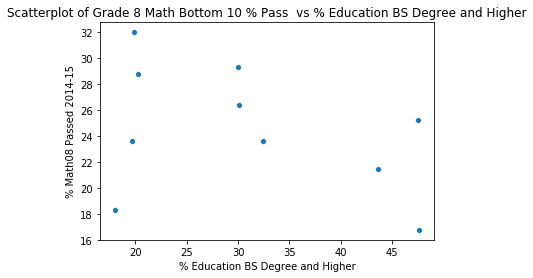 Scatterplot of Grade 8 Math Bottom 10 % Pass  vs % Education BS Degree and Higher
% Math08 Passed 2014-15
32
30
28
26
24
22
20
18
16
20 25 30 35 40 45
% Education BS Degree and Higher